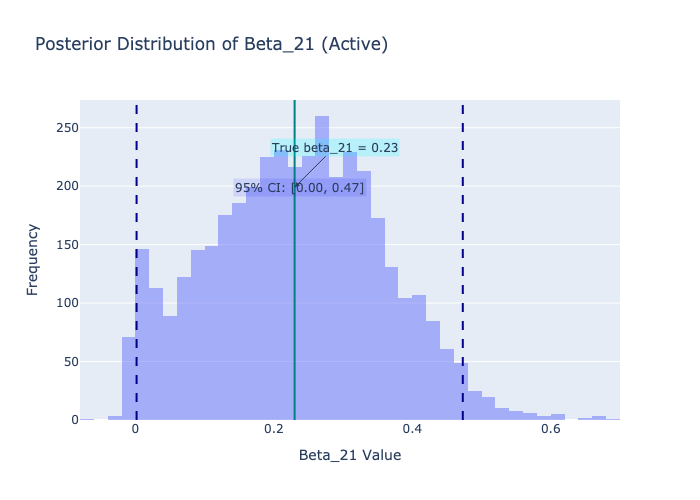 Posterior Distribution of Beta_21 (Active)
250
True beta_21 = 0.23
200
95% CI: [0.00, 0.47]
150
100
50
0
Frequency
0
0.2
0.4
0.6
Beta_21 Value